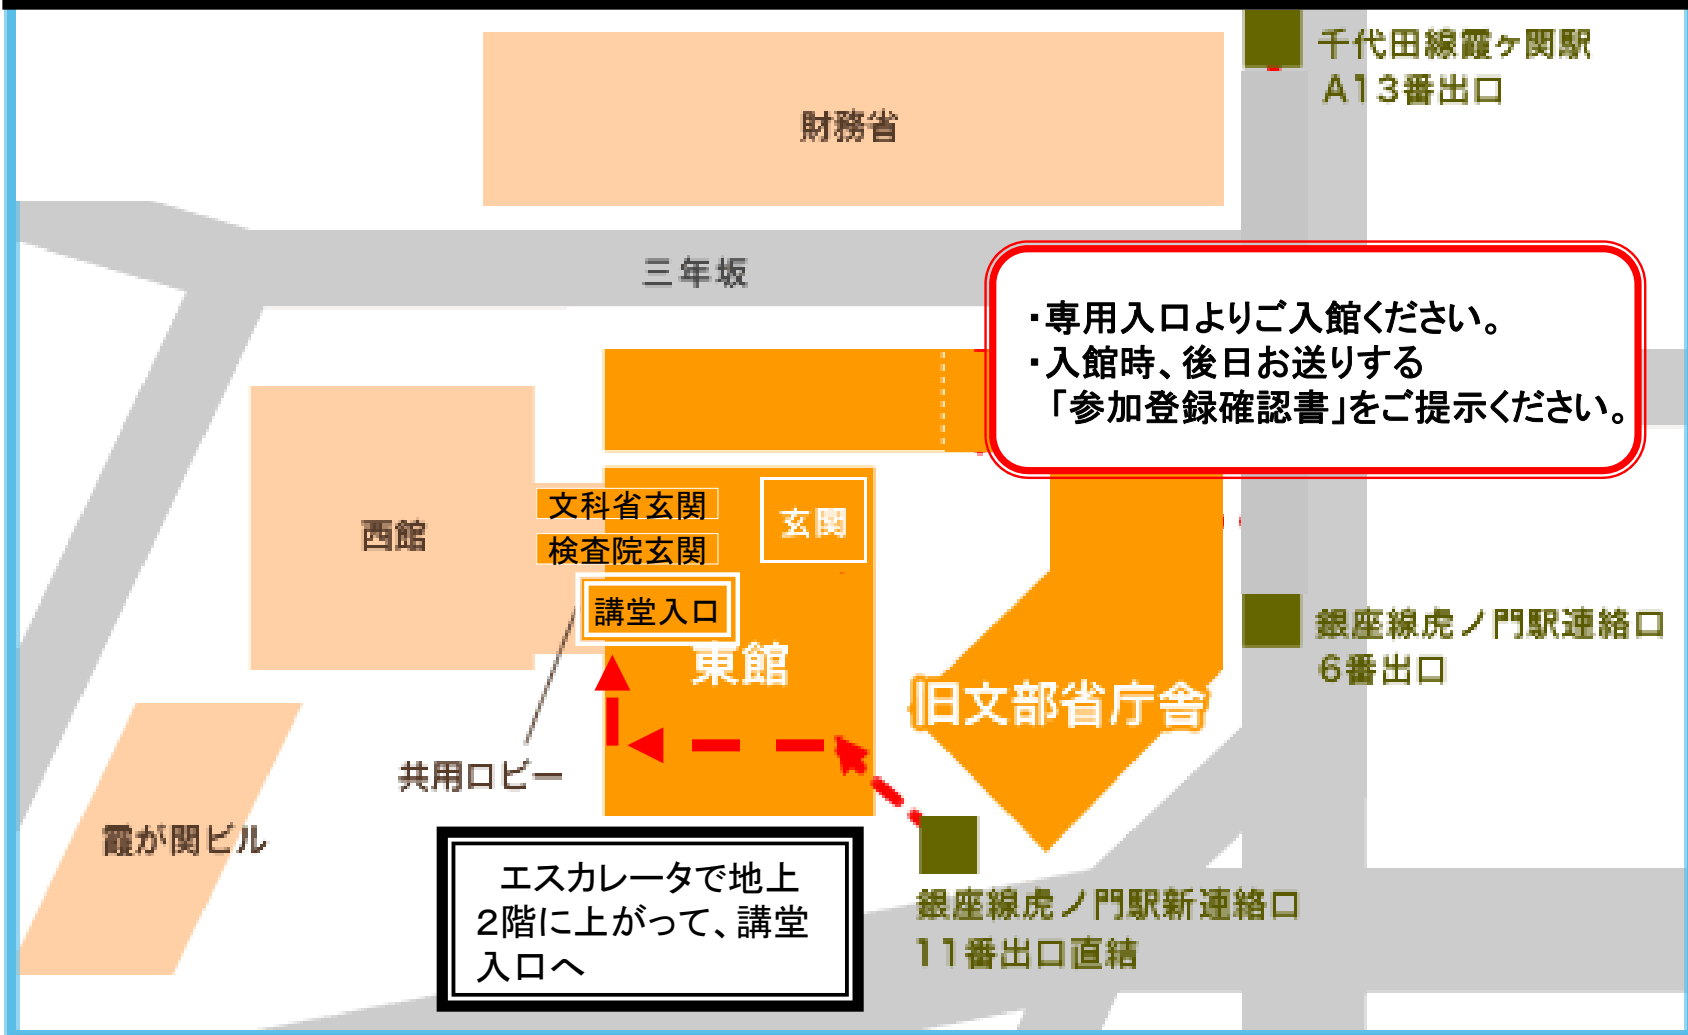 千代田線霞ヶ関駅
A13番出口
財務省
三年坂
・専用入口よりご入館ください。
・入館時、後日お送りする
「参加登録確認書」をご提示ください。
文科省玄関
玄関
西館
検査院玄関
講堂入口
東館
銀座線虎ノ門駅連絡口
6番出口
旧文部省庁舎
共用ロビー
霞が関ビル
エスカレータで地上
2階に上がって、講堂
入口へ
銀座線虎ノ門駅新連絡口
11番出口直結